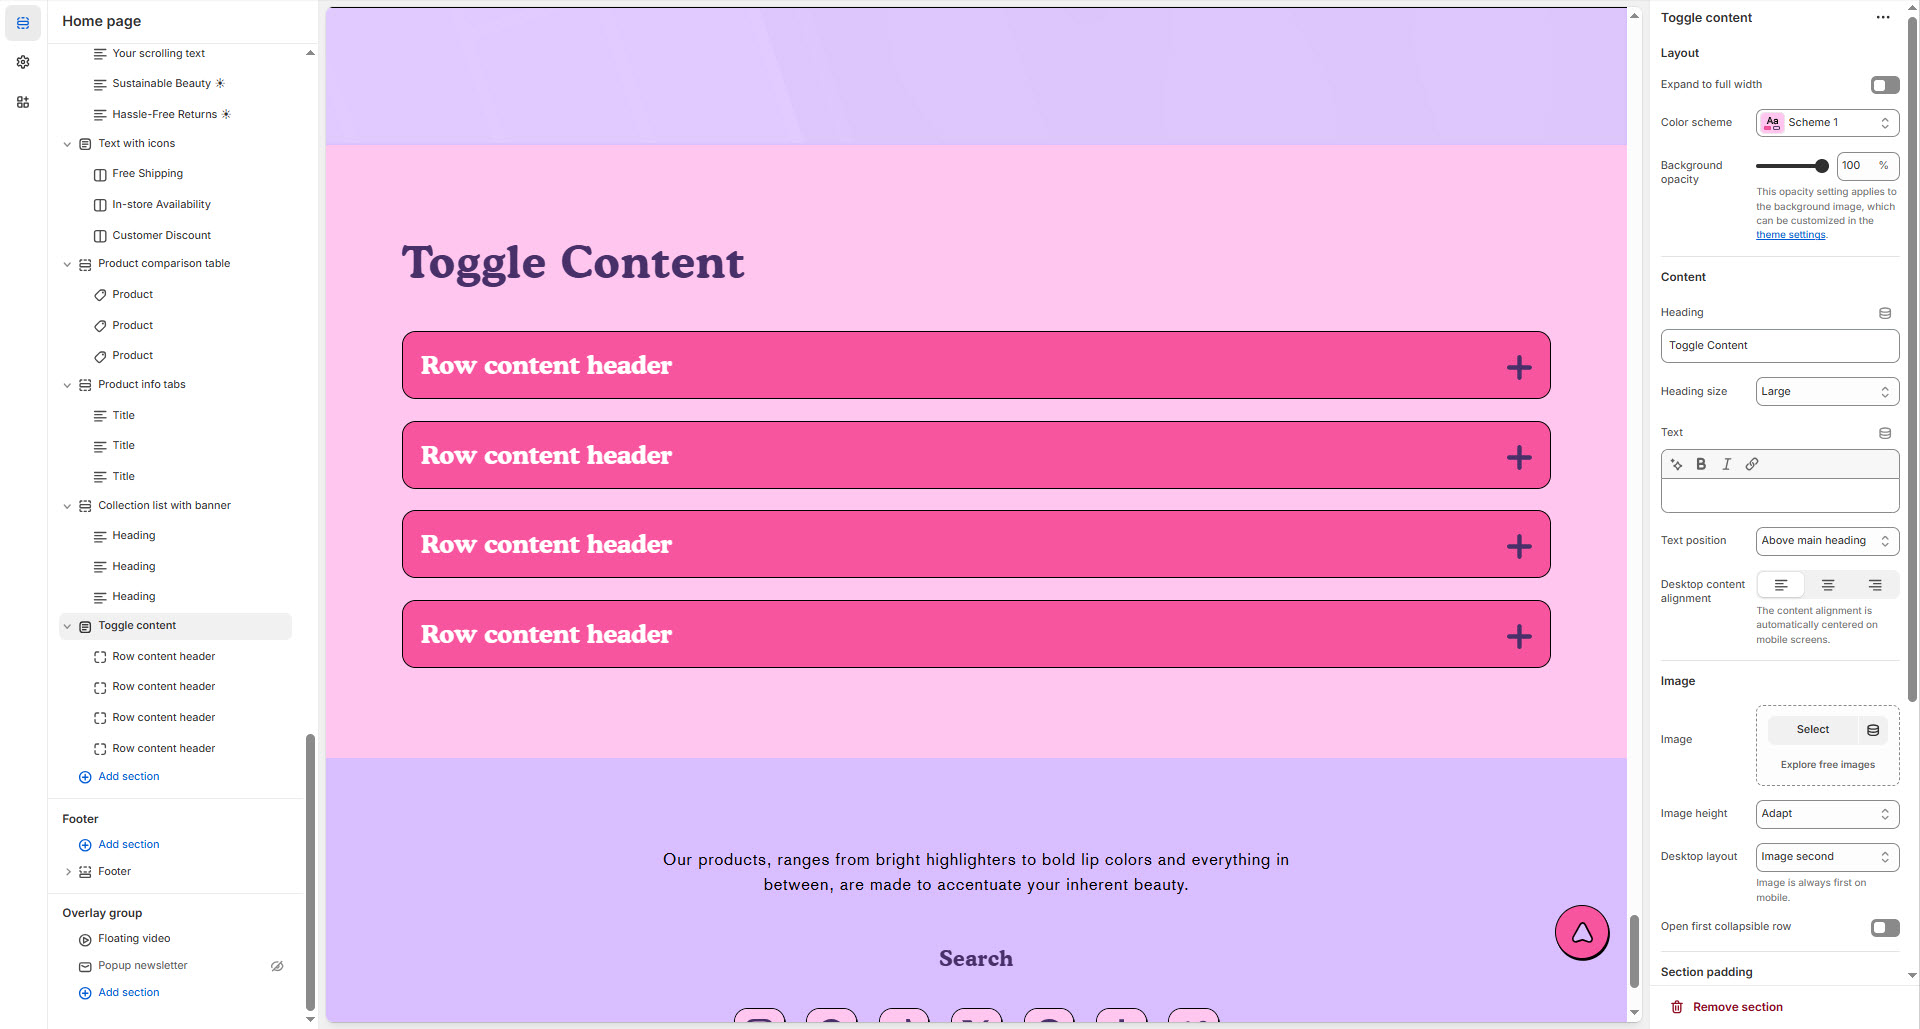 Home page
Your scrolling text
Sustainable Beauty ☀
Hassle-Free Returns ☀
Text with icons
Free Shipping
In-store Availability
Customer Discount
Product comparison table
Product
Product
Product
Product info tabs
Title
Title
Title
Collection list with banner
Heading
Heading
Heading
Toggle content
Row content header
Row content header
Row content header
Row content header
Add section
Footer
Add section
Footer
Overlay group
Floating video
Popup newsletter
Add section
Toggle Content
Row content header
Row content header
Row content header
Row content header
Our products, ranges from bright highlighters to bold lip colors and everything in
between, are made to accentuate your inherent beauty.
Search
Toggle content
Layout
Expand to full width
Color scheme
Aa
Scheme 1
Background
opacity
100 %
This opacity setting applies to
the background image, which
can be customized in the
theme settings.
Content
Heading
Toggle Content
Heading size
Large
Text
B I
Text position
Above main heading
Desktop content
alignment
The content alignment is
automatically centered on
mobile screens.
Image
Image
Select
Explore free images
Image height
Adapt
Desktop layout
Image second
Image is always first on
mobile.
Open first collapsible row
Section padding
Remove section